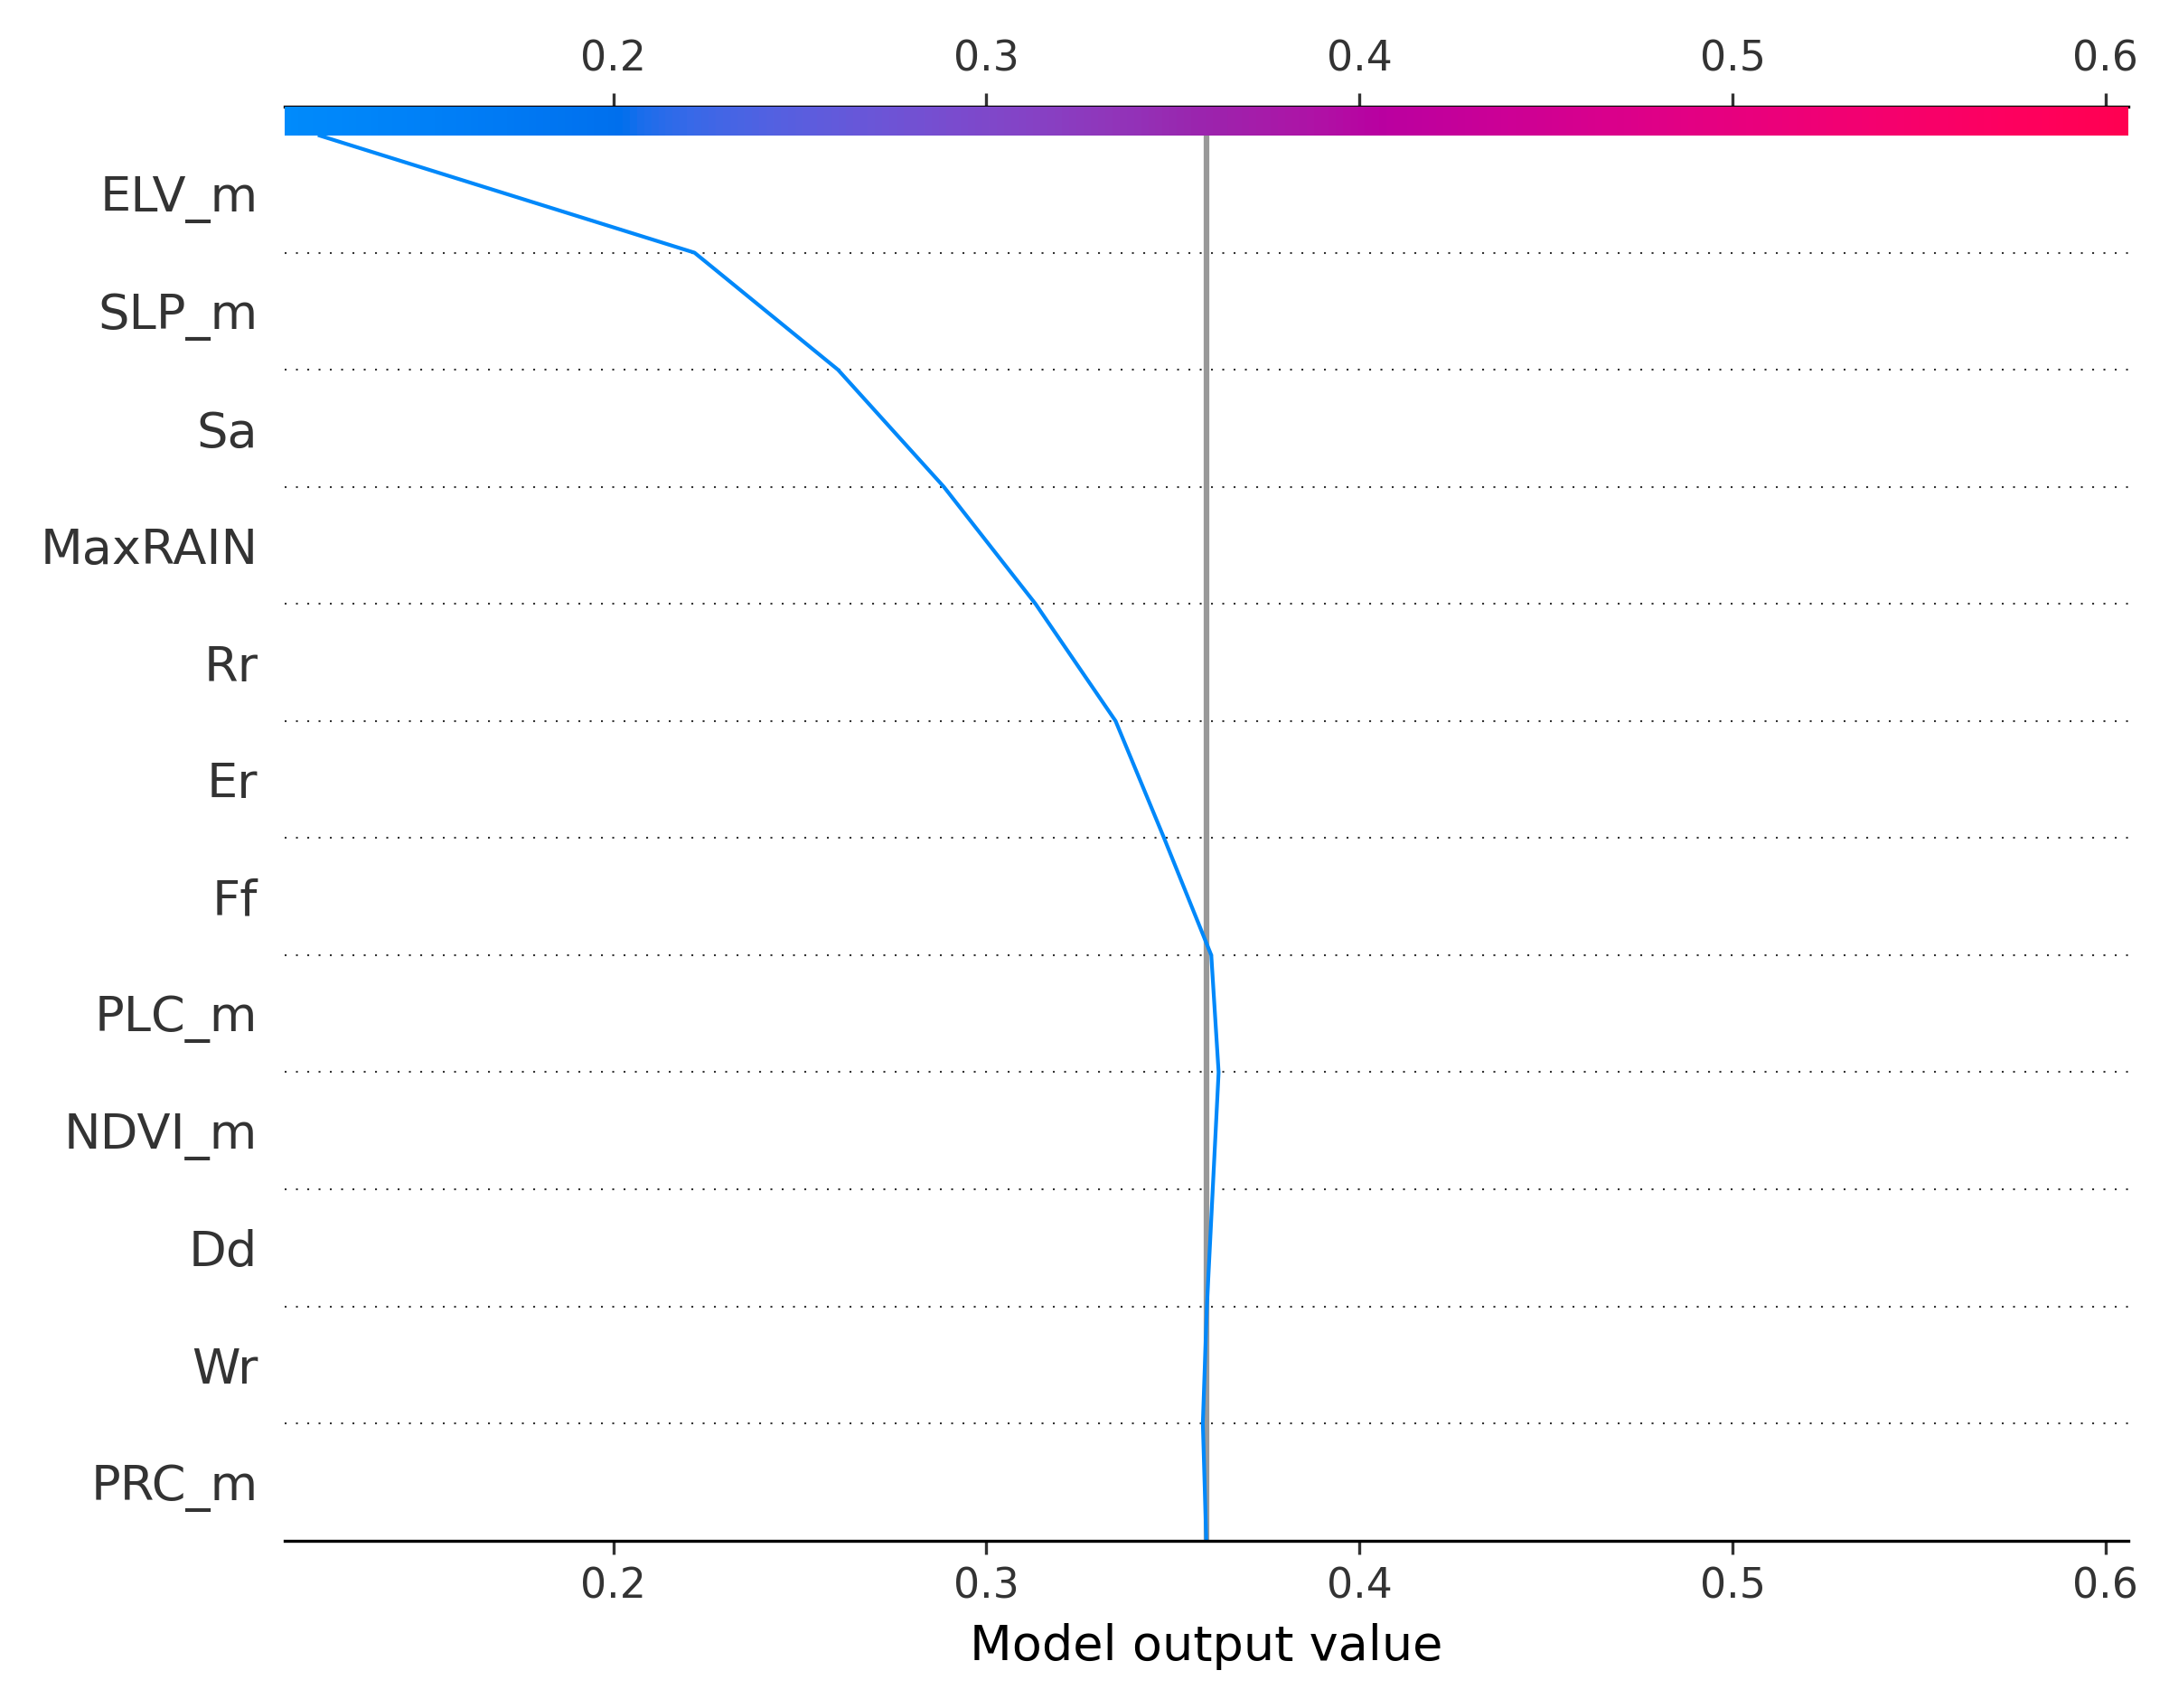 0.2 0.3 0.4 0.5 0.6
ELV_m
SLP_m
Sa
MaxRAIN
Rr
Er
Ff
PLC_m
NDVI_m
Dd
Wr
PRC_m
0.2 0.3 0.4 0.5 0.6
Model output value